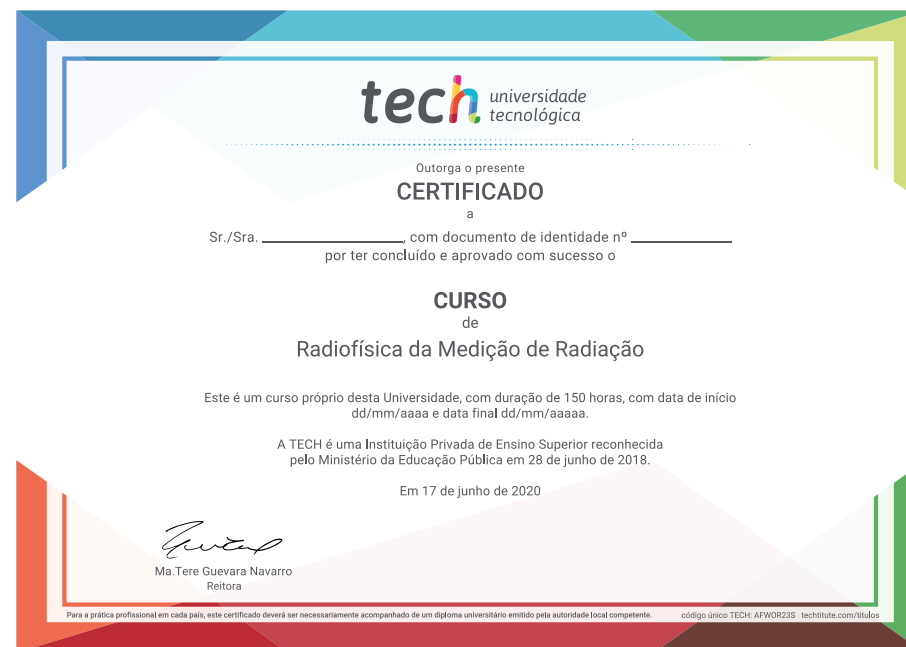 tech universidade
tecnológica
Outorga o presente
CERTIFICADO
a
Sr./Sra. ____________, com documento de identidade nº ____________
por ter concluído e aprovado com sucesso o
CURSO
de
Radiofísica da Medição de Radiação
Este é um curso próprio desta Universidade, com duração de 150 horas, com data de início
dd/mm/aaaa e data final dd/mm/aaaaa.
A TECH é uma Instituição Privada de Ensino Superior reconhecida
pelo Ministério da Educação Pública em 28 de junho de 2018.
Em 17 de junho de 2020
Ma.Tere Guevara Navarro
Reitora
Para a prática profissional em cada país, este certificado deverá ser necessariamente acompanhado de um diploma universitário emitido pela autoridade local competente. código único TECH: AFWOR23S techtitute.com/titulos